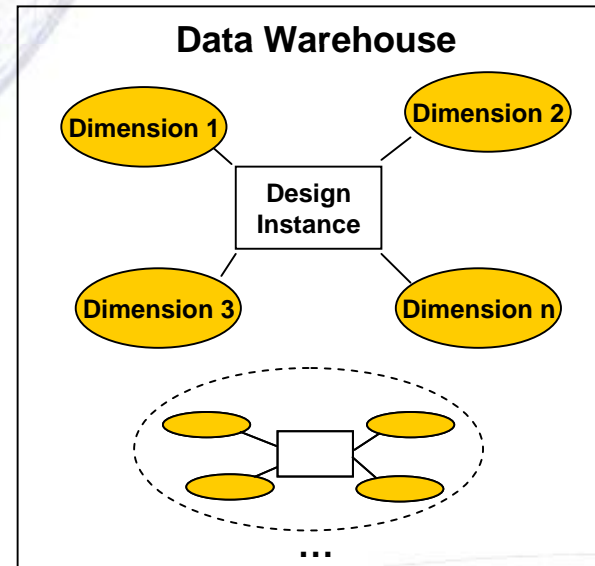 Data Warehouse
Dimension 1
Dimension 2
Design
Instance
Dimension 3
Dimension n
...